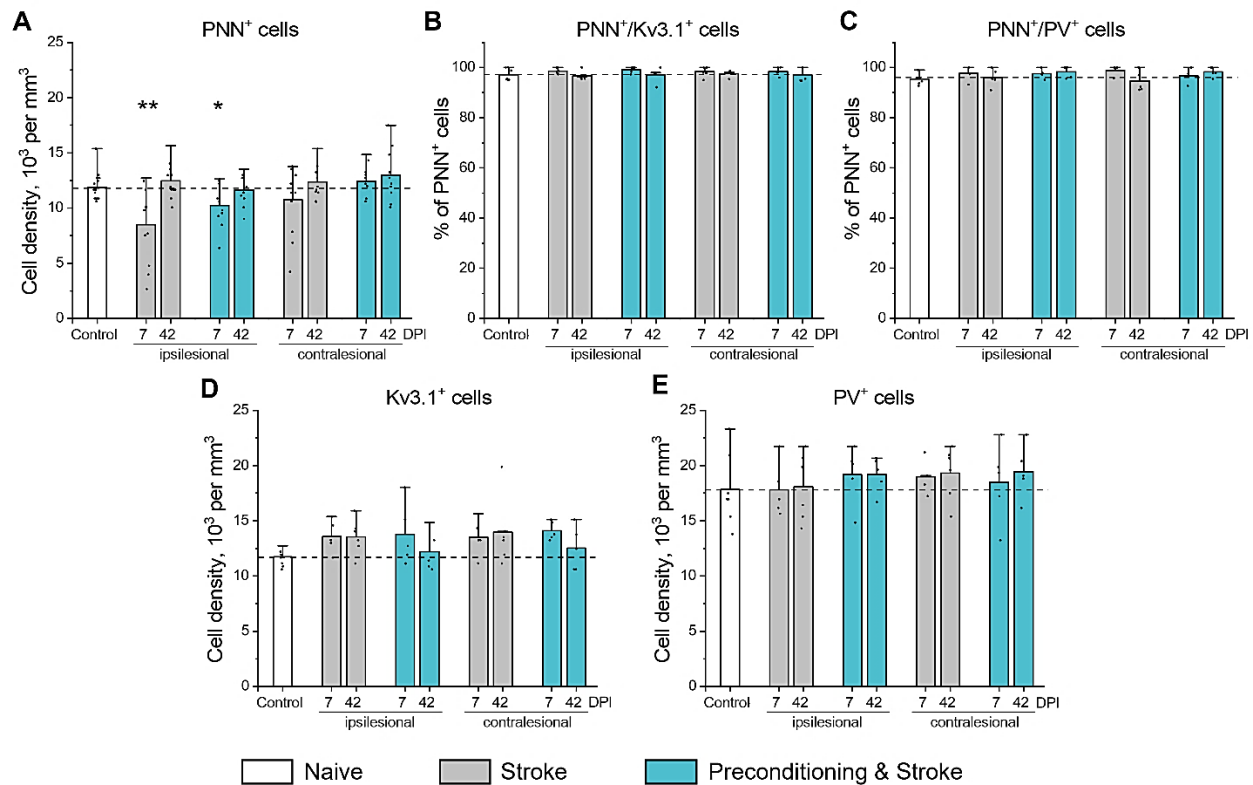 A
PNN⁺ cells
Cell density, 10³ per mm³
25
20
15
10
5
0
** *
Control 7 42 7 42 7 42 7 42 DPI
ipsilesional contralesional
B
PNN⁺/Kv3.1⁺ cells
% of PNN⁺ cells
100
80
60
40
20
0
Control 7 42 7 42 7 42 7 42 DPI
ipsilesional contralesional
C
PNN⁺/PV⁺ cells
% of PNN⁺ cells
100
80
60
40
20
0
Control 7 42 7 42 7 42 7 42 DPI
ipsilesional contralesional
D
Kv3.1⁺ cells
Cell density, 10³ per mm³
25
20
15
10
5
0
Control 7 42 7 42 7 42 7 42 DPI
ipsilesional contralesional
E
PV⁺ cells
Cell density, 10³ per mm³
25
20
15
10
5
0
Control 7 42 7 42 7 42 7 42 DPI
ipsilesional contralesional
Naive Stroke Preconditioning & Stroke